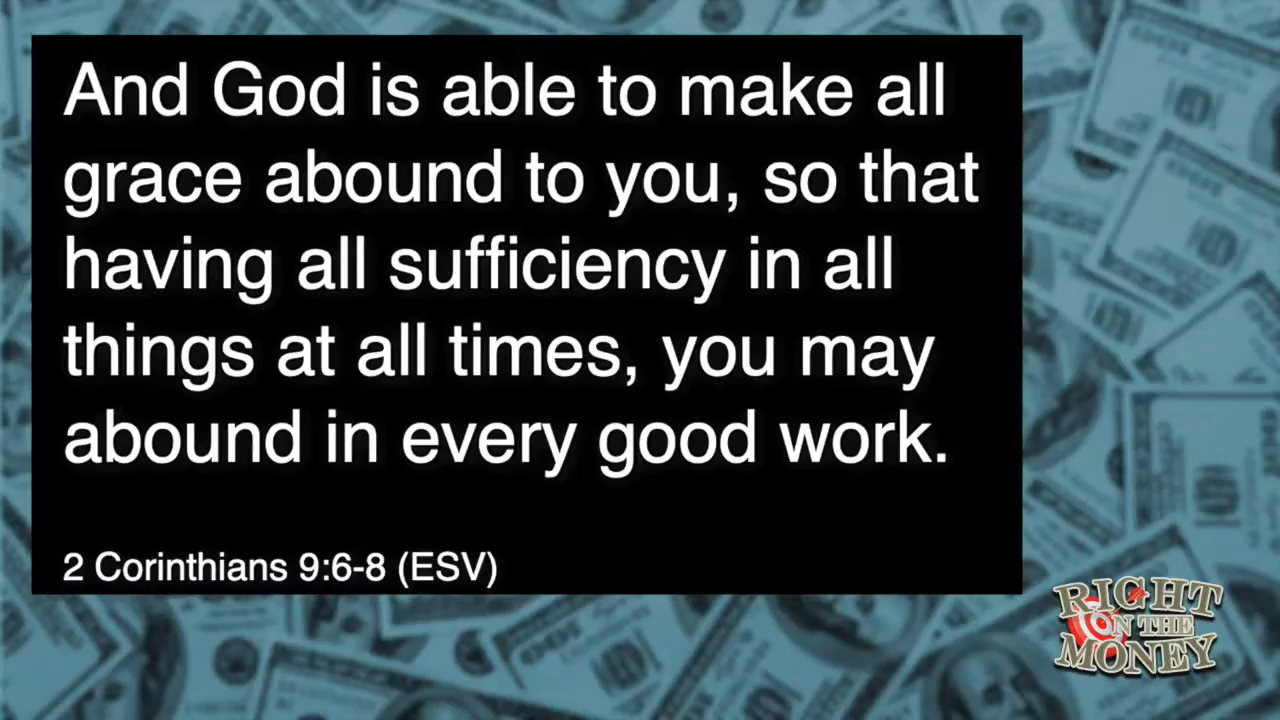 And God is able to make all
grace abound to you, so that
having all sufficiency in all
things at all times, you may
abound in every good work.
2 Corinthians 9:6-8 (ESV)
RIGHT
ON THE
MONEY